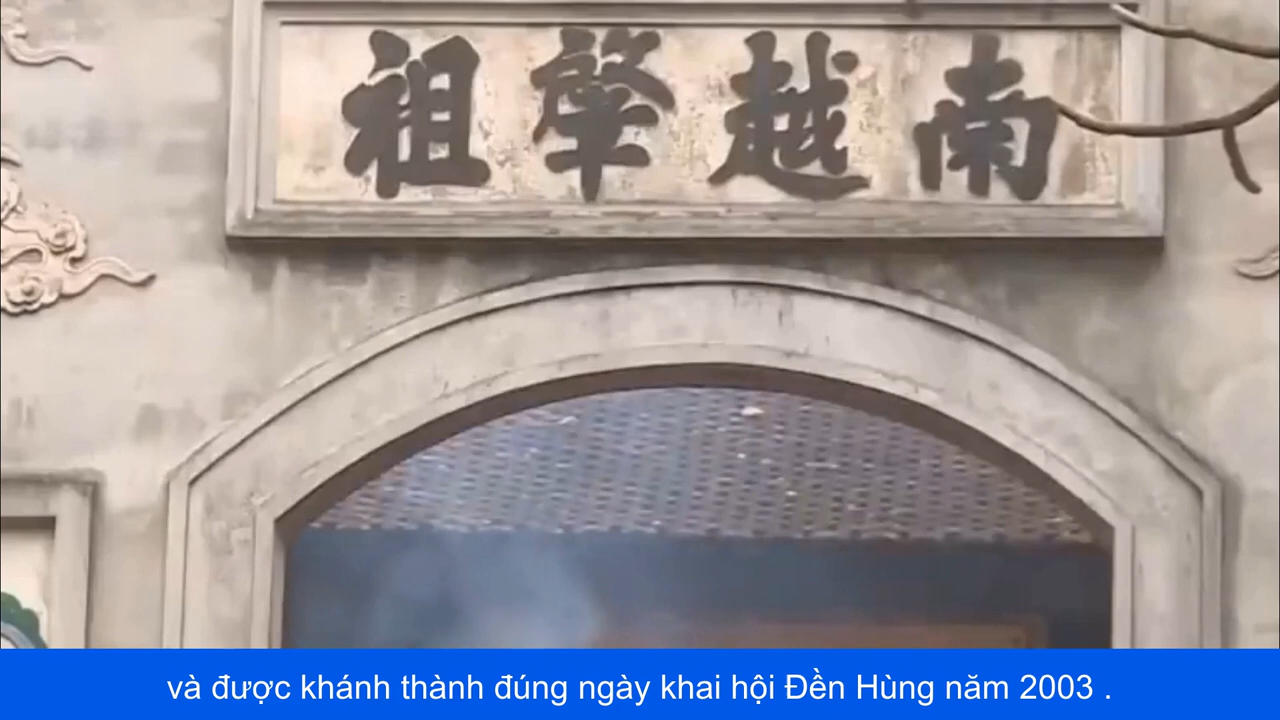 南越肇祖
và được khánh thành đúng ngày khai hội Đền Hùng năm 2003 .